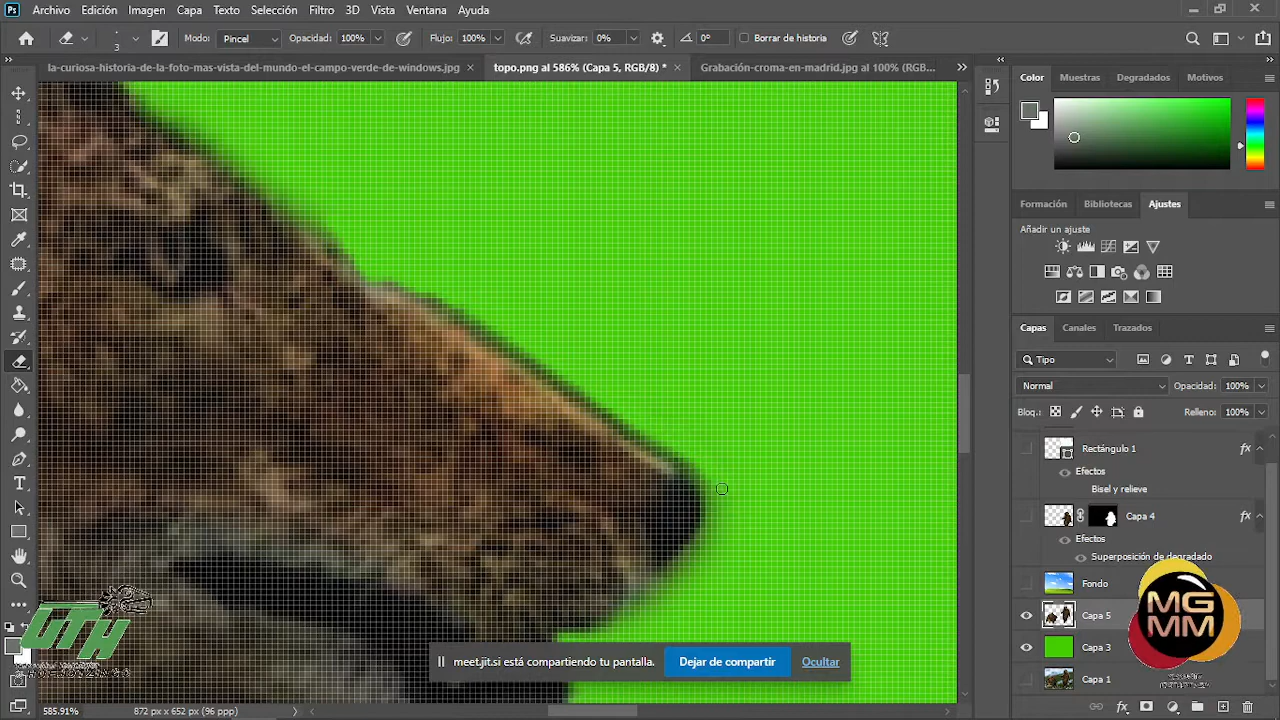 Ps Archivo Edición Imagen Capa Texto Selección Filtro 3D Vista Ventana Ayuda
3 Modo: Pincel Opacidad: 100% Flujo: 100% Suavizar: 0% 0° Borrar de historia
la-curiosa-historia-de-la-foto-mas-vista-del-mundo-el-campo-verde-de-windows.jpg × topo.png al 586% (Capa 5, RGB/8) * × Grabación-croma-en-madrid.jpg al 100% (RGB...
Color Muestras Degradados Motivos
Formación Bibliotecas Ajustes
Añadir un ajuste
Capas Canales Trazados
Tipo
Normal Opacidad: 100%
Bloq.: Relleno: 100%
Rectángulo 1 fx
Efectos
Bisel y relieve
Capa 4 fx
Efectos
Superposición de degradado
Fondo
Capa 5
Capa 3
Capa 1
UTH
MG
MM
meet.jit.si está compartiendo tu pantalla. Dejar de compartir Ocultar
585.91% 872 px x 652 px (96 ppp)
fx